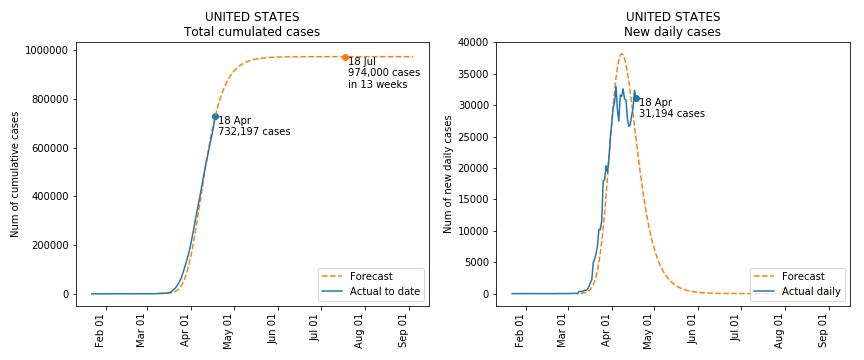 UNITED STATES
Total cumulated cases
Num of cumulative cases
1000000
800000
600000
400000
200000
0
18 Jul
974,000 cases
in 13 weeks
18 Apr
732,197 cases
Forecast
Actual to date
Feb 01
Mar 01
Apr 01
May 01
Jun 01
Jul 01
Aug 01
Sep 01
UNITED STATES
New daily cases
Num of new daily cases
40000
35000
30000
25000
20000
15000
10000
5000
0
18 Apr
31,194 cases
Forecast
Actual daily
Feb 01
Mar 01
Apr 01
May 01
Jun 01
Jul 01
Aug 01
Sep 01